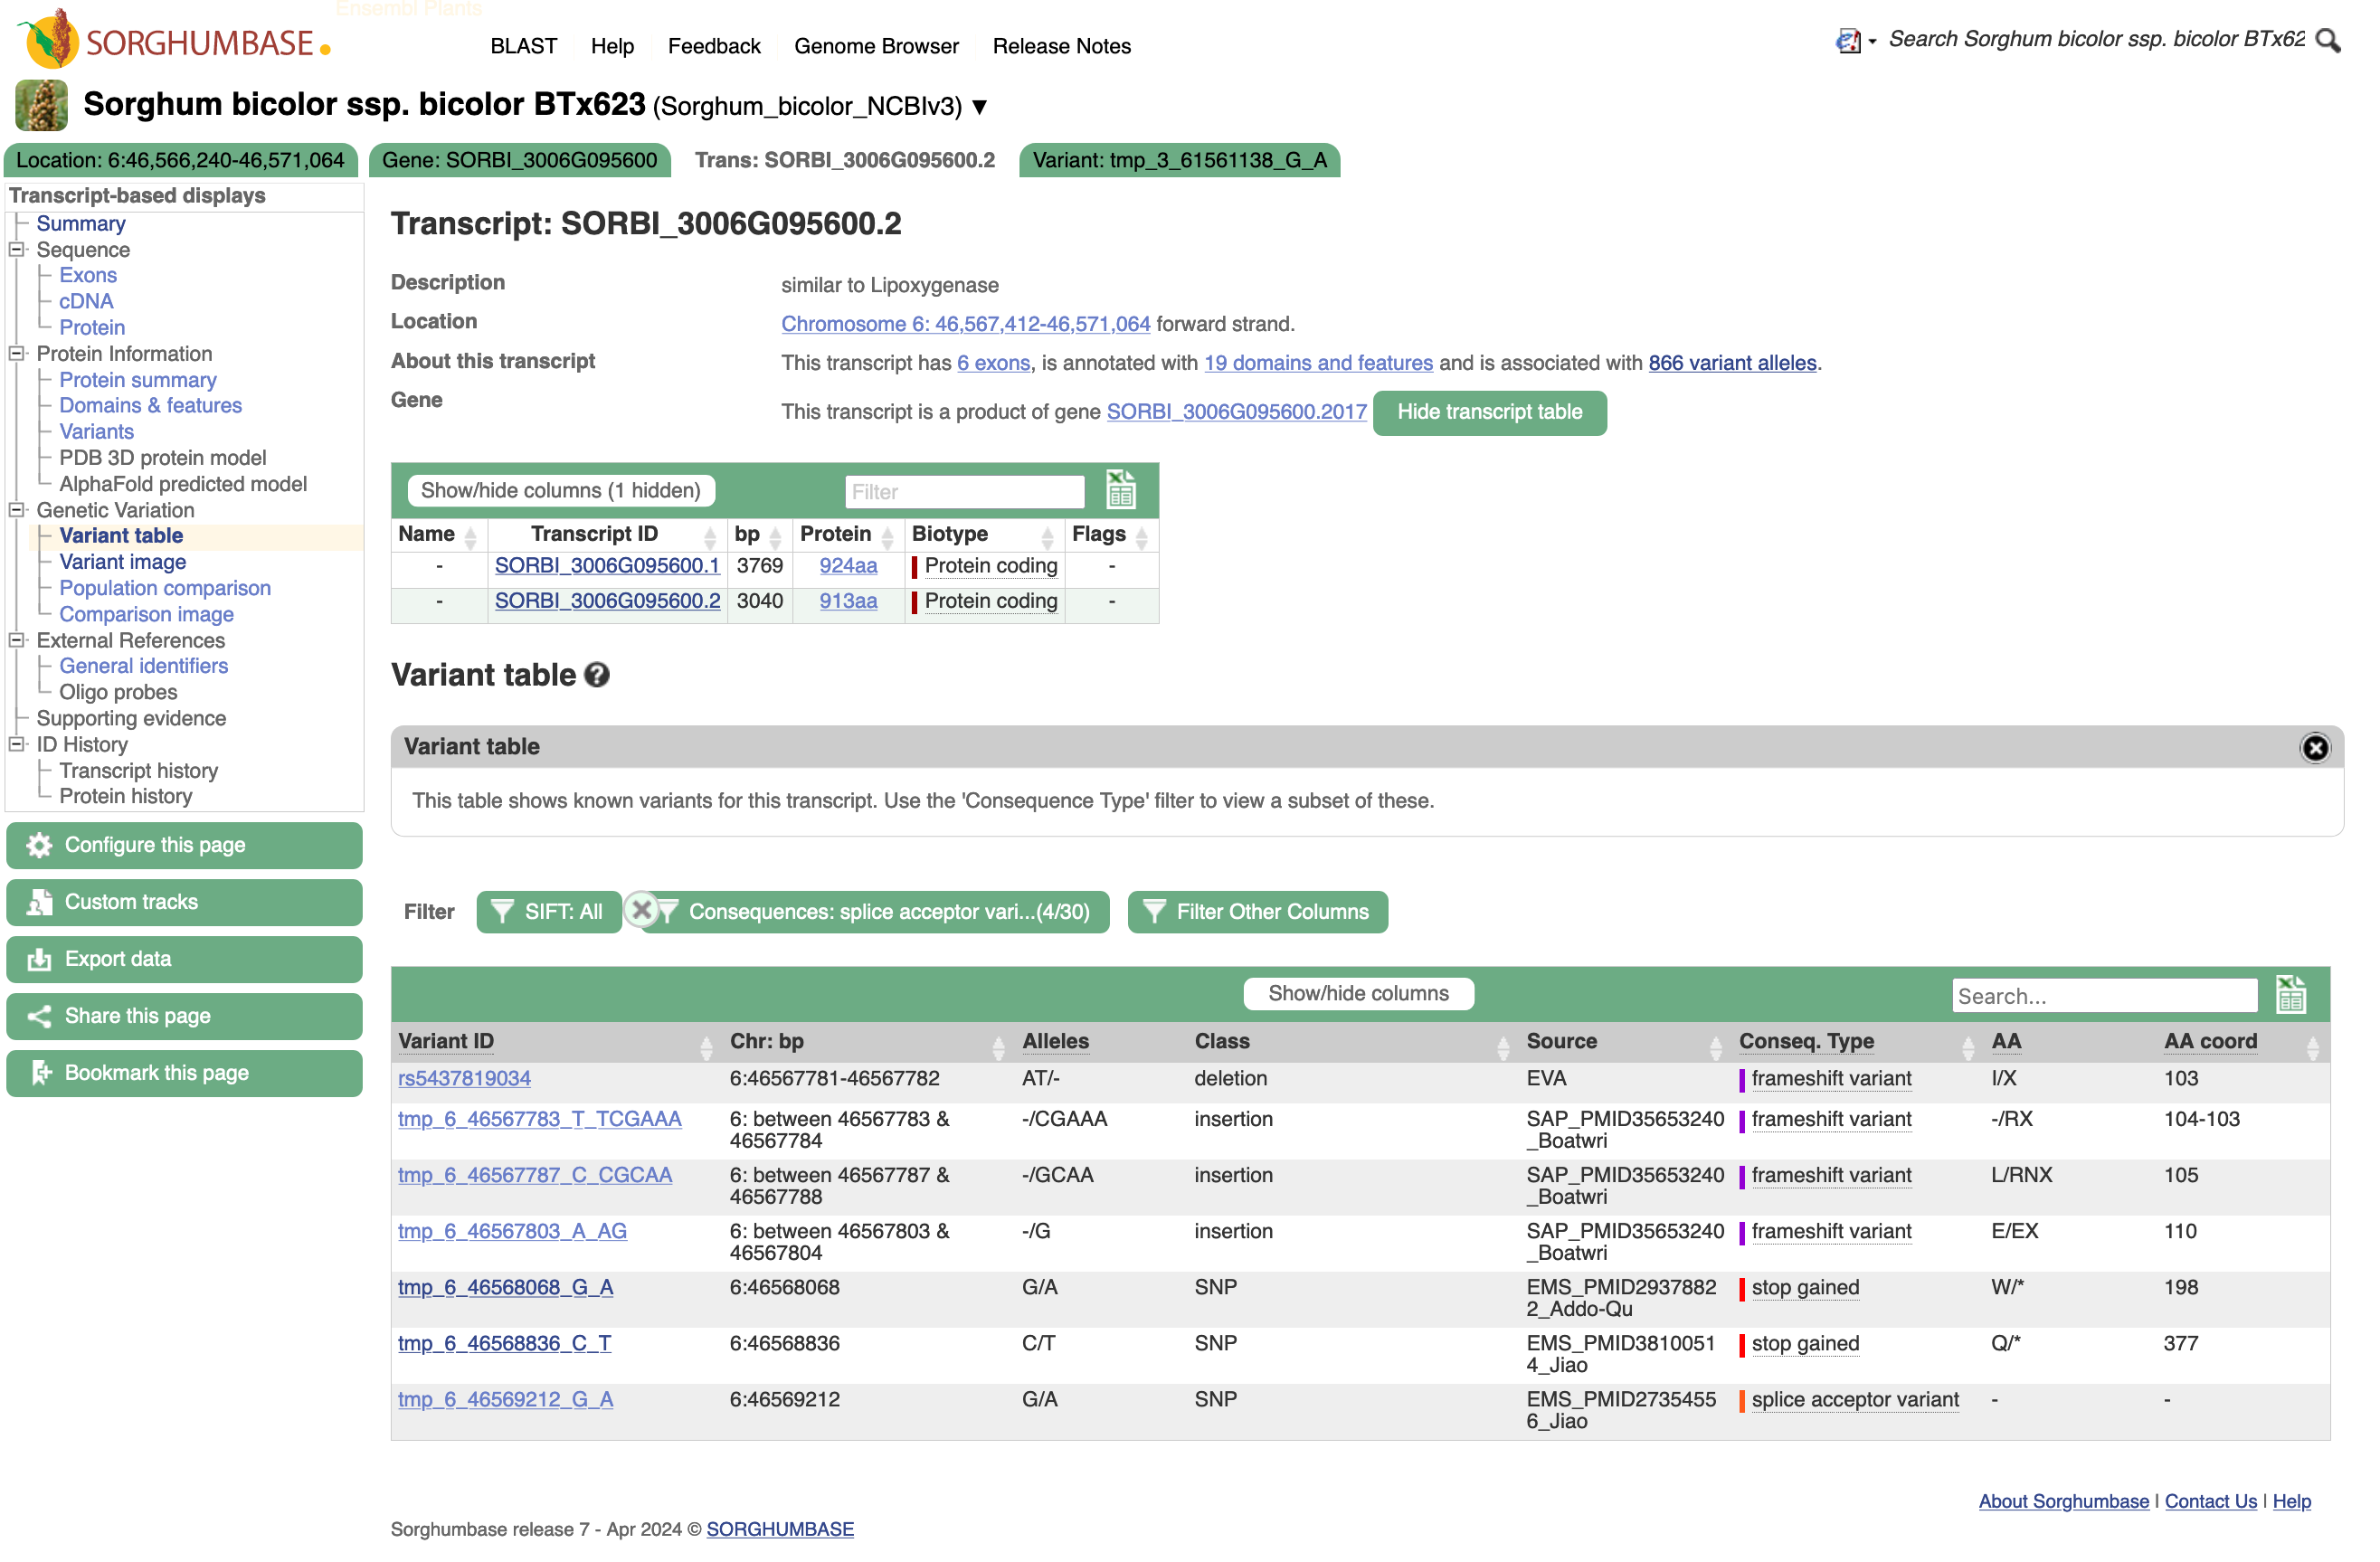 Ensembl Plants
SORGHUMBASE
BLAST Help Feedback Genome Browser Release Notes
Search Sorghum bicolor ssp. bicolor BTx62
Sorghum bicolor ssp. bicolor BTx623 (Sorghum_bicolor_NCBIv3) ▼
Location: 6:46,566,240-46,571,064 Gene: SORBI_3006G095600 Trans: SORBI_3006G095600.2 Variant: tmp_3_61561138_G_A
Transcript-based displays
Summary
Sequence
Exons
cDNA
Protein
Protein Information
Protein summary
Domains & features
Variants
PDB 3D protein model
AlphaFold predicted model
Genetic Variation
Variant table
Variant image
Population comparison
Comparison image
External References
General identifiers
Oligo probes
Supporting evidence
ID History
Transcript history
Protein history
Configure this page
Custom tracks
Export data
Share this page
Bookmark this page
Transcript: SORBI_3006G095600.2
Description similar to Lipoxygenase
Location Chromosome 6: 46,567,412-46,571,064 forward strand.
About this transcript This transcript has 6 exons, is annotated with 19 domains and features and is associated with 866 variant alleles.
Gene This transcript is a product of gene SORBI_3006G095600.2017 Hide transcript table
Show/hide columns (1 hidden) Filter
Name Transcript ID bp Protein Biotype Flags
- SORBI_3006G095600.1 3769 924aa Protein coding -
- SORBI_3006G095600.2 3040 913aa Protein coding -
Variant table ?
Variant table
This table shows known variants for this transcript. Use the 'Consequence Type' filter to view a subset of these.
Filter SIFT: All Consequences: splice acceptor vari...(4/30) Filter Other Columns
Show/hide columns Search...
Variant ID Chr: bp Alleles Class Source Conseq. Type AA AA coord
rs5437819034 6:46567781-46567782 AT/- deletion EVA frameshift variant I/X 103
tmp_6_46567783_T_TCGAAA 6: between 46567783 & -/CGAAA insertion SAP_PMID35653240 frameshift variant -/RX 104-103
46567784 _Boatwri
tmp_6_46567787_C_CGCAA 6: between 46567787 & -/GCAA insertion SAP_PMID35653240 frameshift variant L/RNX 105
46567788 _Boatwri
tmp_6_46567803_A_AG 6: between 46567803 & -/G insertion SAP_PMID35653240 frameshift variant E/EX 110
46567804 _Boatwri
tmp_6_46568068_G_A 6:46568068 G/A SNP EMS_PMID2937882 stop gained W/* 198
2_Addo-Qu
tmp_6_46568836_C_T 6:46568836 C/T SNP EMS_PMID3810051 stop gained Q/* 377
4_Jiao
tmp_6_46569212_G_A 6:46569212 G/A SNP EMS_PMID2735455 splice acceptor variant - -
6_Jiao
About Sorghumbase | Contact Us | Help
Sorghumbase release 7 - Apr 2024 © SORGHUMBASE